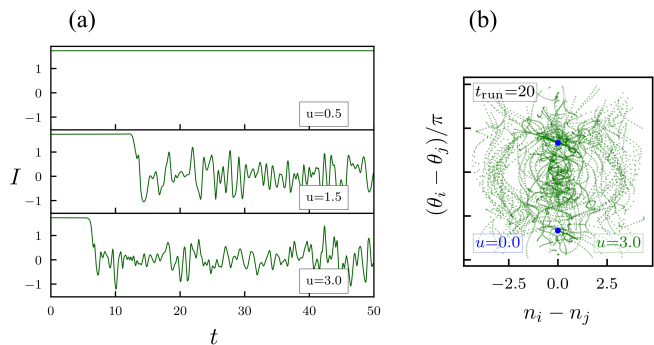 (a)
1
0
−1
u=0.5
1
0
−1
u=1.5
1
0
−1
u=3.0
I
0 10 20 30 40 50
t
(b)
t_run=20
(θ_i − θ_j)/π
u=0.0
u=3.0
−2.5 0.0 2.5
n_i − n_j